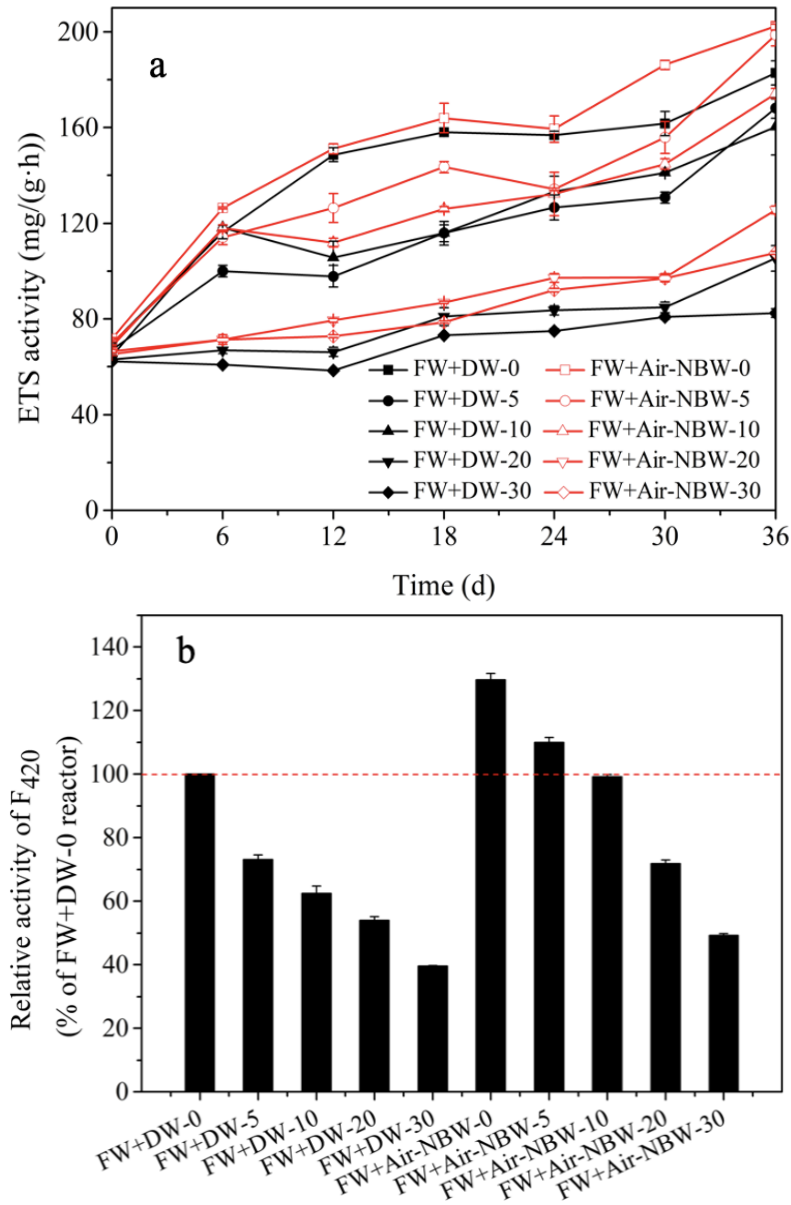 a
200
160
120
80
40
0
ETS activity (mg/(g·h))
FW+DW-0 FW+Air-NBW-0
FW+DW-5 FW+Air-NBW-5
FW+DW-10 FW+Air-NBW-10
FW+DW-20 FW+Air-NBW-20
FW+DW-30 FW+Air-NBW-30
0 6 12 18 24 30 36
Time (d)
b
140
120
100
80
60
40
20
0
Relative activity of F420
(% of FW+DW-0 reactor)
FW+DW-0
FW+DW-5
FW+DW-10
FW+DW-20
FW+DW-30
FW+Air-NBW-0
FW+Air-NBW-5
FW+Air-NBW-10
FW+Air-NBW-20
FW+Air-NBW-30